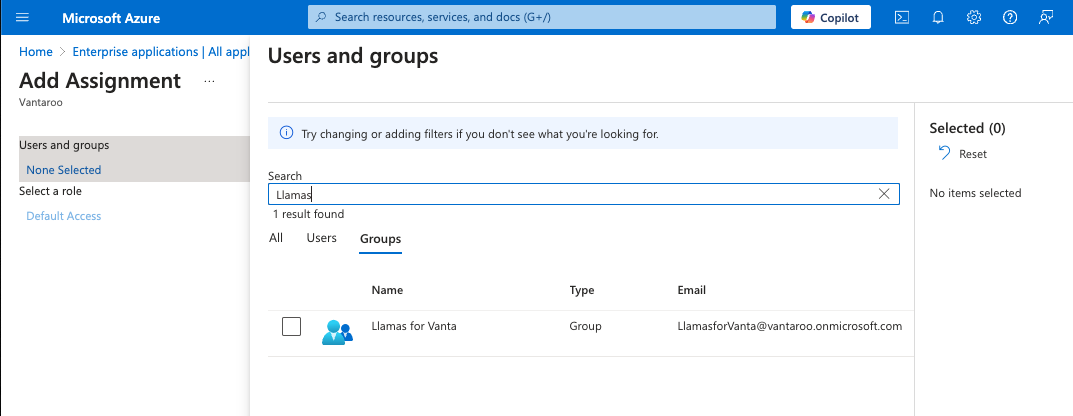 Microsoft Azure
Search resources, services, and docs (G+/)
Copilot
Home > Enterprise applications | All appl
Add Assignment ...
Vantaroo
Users and groups
None Selected
Select a role
Default Access
Users and groups
Try changing or adding filters if you don't see what you're looking for.
Search
Llamas
1 result found
All Users Groups
Name Type Email
Llamas for Vanta Group LlamasforVanta@vantaroo.onmicrosoft.com
Selected (0)
Reset
No items selected